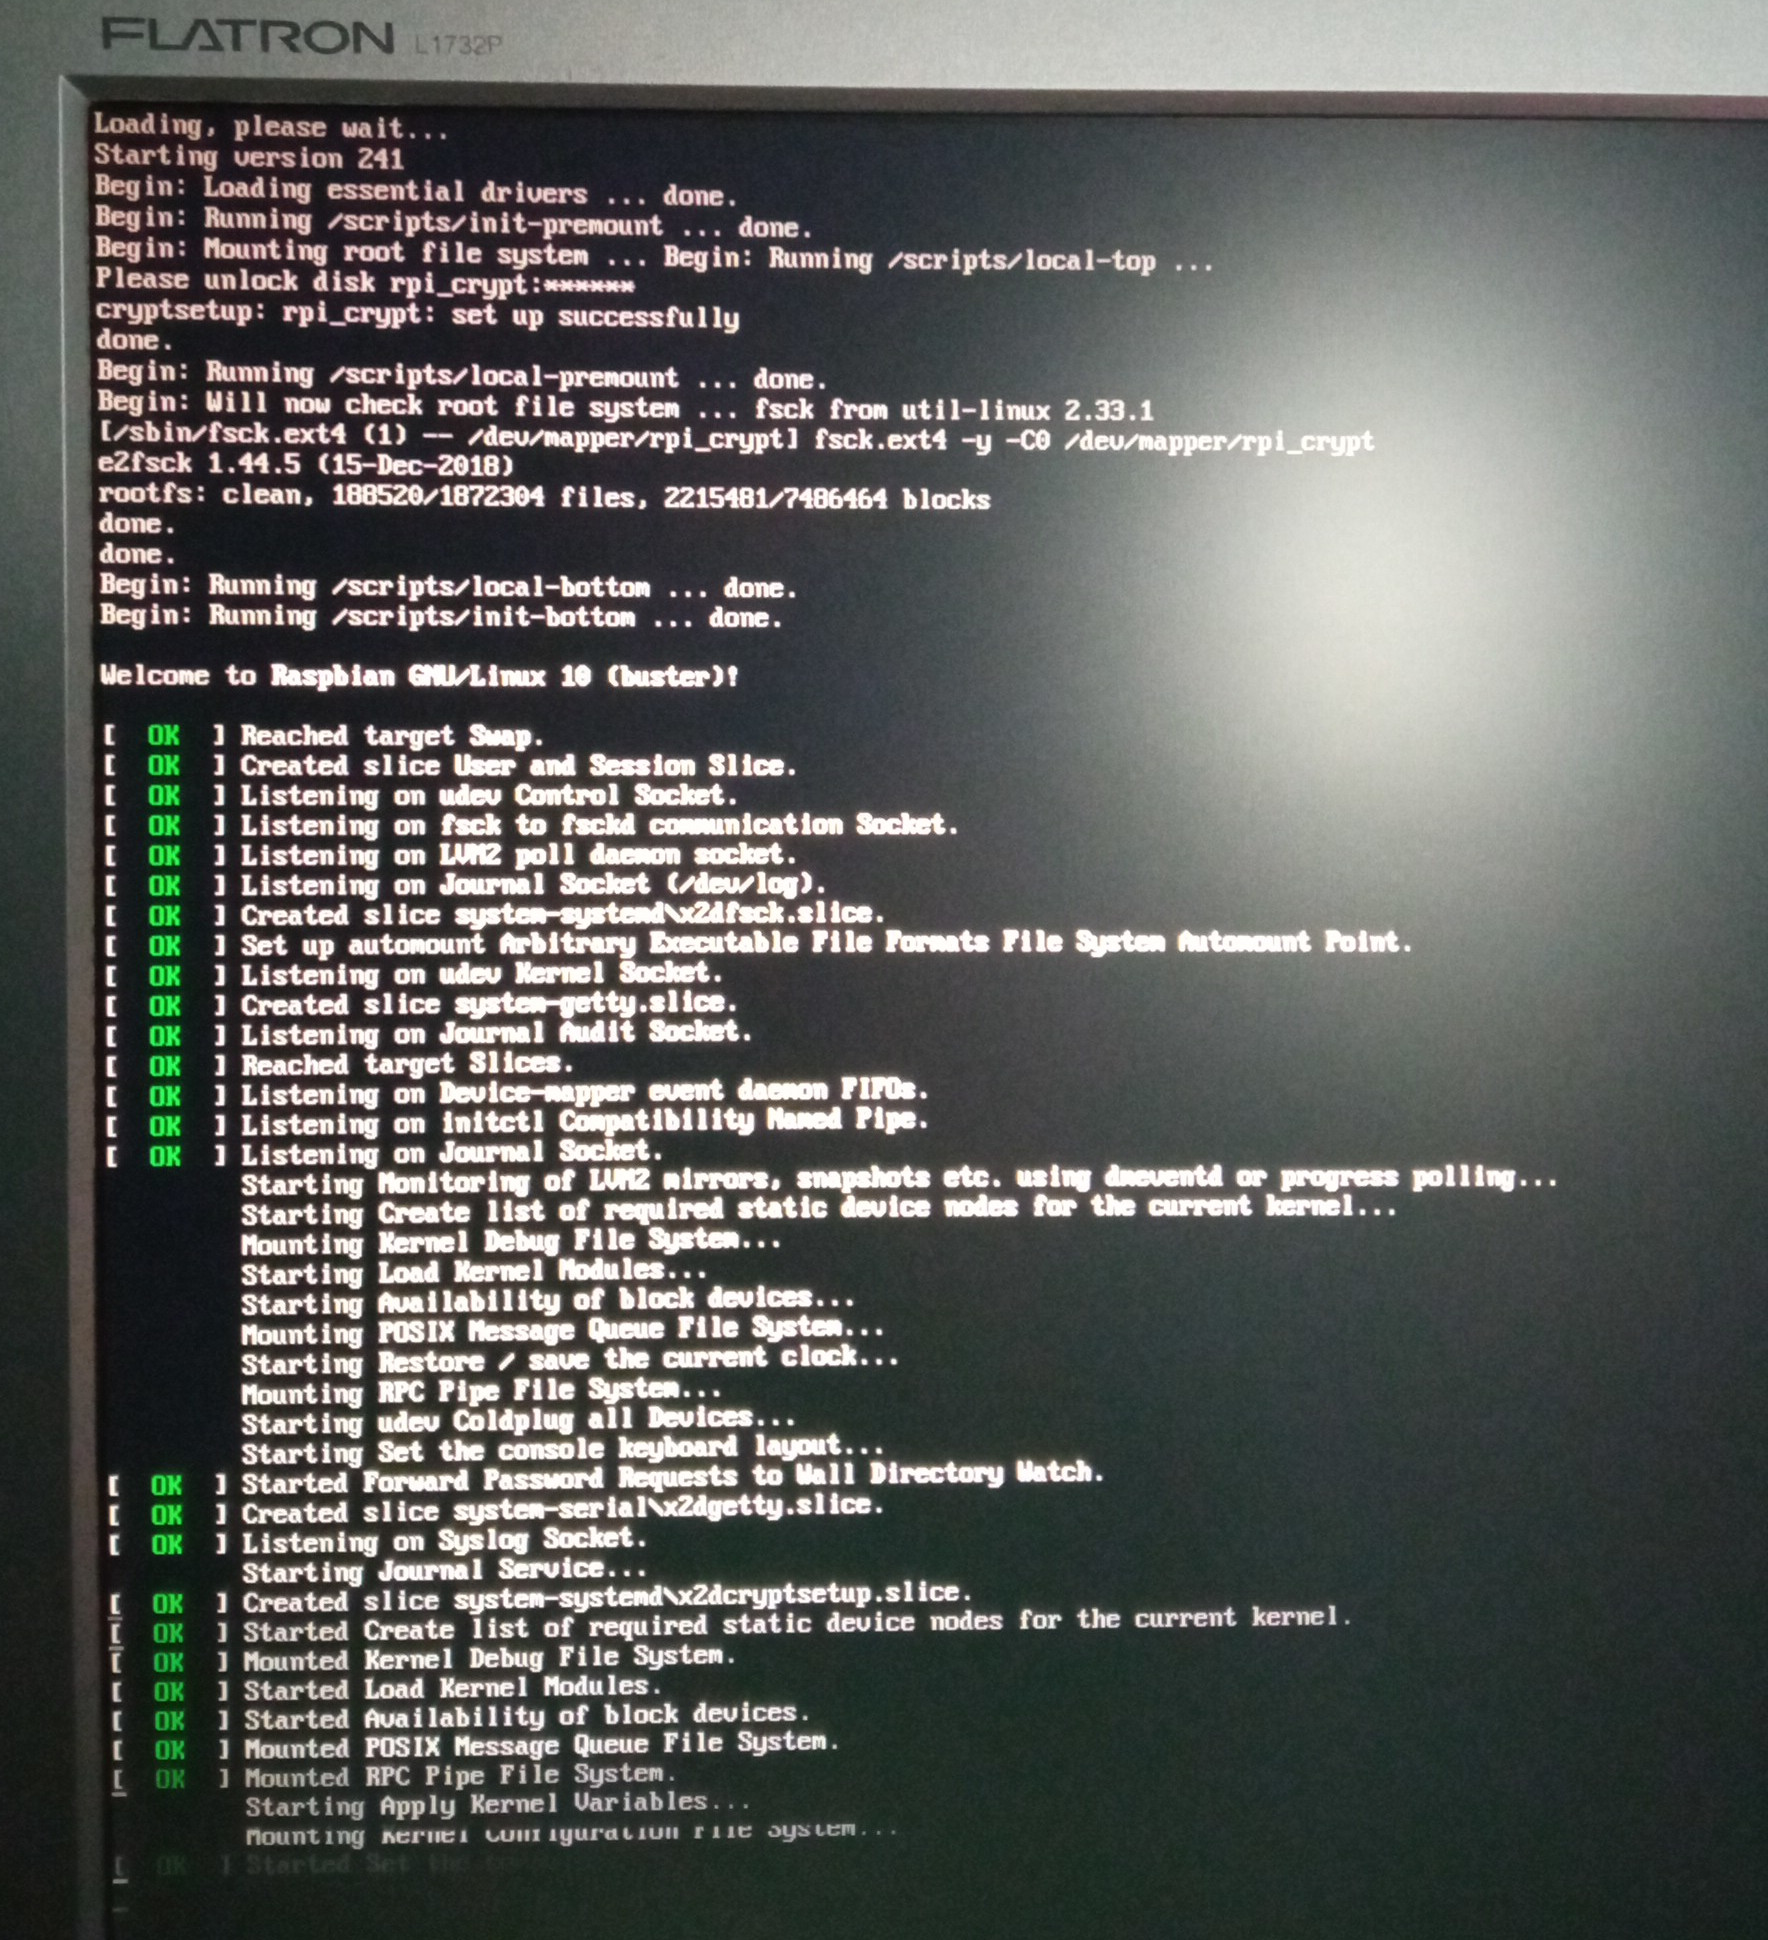 FLATRON L1732P
Loading, please wait...
Starting version 241
Begin: Loading essential drivers ... done.
Begin: Running /scripts/init-premount ... done.
Begin: Mounting root file system ... Begin: Running /scripts/local-top ...
Please unlock disk rpi_crypt:******
cryptsetup: rpi_crypt: set up successfully
done.
Begin: Running /scripts/local-premount ... done.
Begin: Will now check root file system ... fsck from util-linux 2.33.1
[/sbin/fsck.ext4 (1) -- /dev/mapper/rpi_crypt] fsck.ext4 -y -C0 /dev/mapper/rpi_crypt
e2fsck 1.44.5 (15-Dec-2018)
rootfs: clean, 188520/1872304 files, 2215481/7486464 blocks
done.
done.
Begin: Running /scripts/local-bottom ... done.
Begin: Running /scripts/init-bottom ... done.
Welcome to Raspbian GNU/Linux 10 (buster)!
[  OK  ] Reached target Swap.
[  OK  ] Created slice User and Session Slice.
[  OK  ] Listening on udev Control Socket.
[  OK  ] Listening on fsck to fsckd communication Socket.
[  OK  ] Listening on LVM2 poll daemon socket.
[  OK  ] Listening on Journal Socket (/dev/log).
[  OK  ] Created slice system-systemd\x2dfsck.slice.
[  OK  ] Set up automount Arbitrary Executable File Formats File System Automount Point.
[  OK  ] Listening on udev Kernel Socket.
[  OK  ] Created slice system-getty.slice.
[  OK  ] Listening on Journal Audit Socket.
[  OK  ] Reached target Slices.
[  OK  ] Listening on Device-mapper event daemon FIFOs.
[  OK  ] Listening on initctl Compatibility Named Pipe.
[  OK  ] Listening on Journal Socket.
Starting Monitoring of LVM2 mirrors, snapshots etc. using dmeventd or progress polling...
Starting Create list of required static device nodes for the current kernel...
Mounting Kernel Debug File System...
Starting Load Kernel Modules...
Starting Availability of block devices...
Mounting POSIX Message Queue File System...
Starting Restore / save the current clock...
Mounting RPC Pipe File System...
Starting udev Coldplug all Devices...
Starting Set the console keyboard layout...
[  OK  ] Started Forward Password Requests to Wall Directory Watch.
[  OK  ] Created slice system-serial\x2dgetty.slice.
[  OK  ] Listening on Syslog Socket.
Starting Journal Service...
[  OK  ] Created slice system-systemd\x2dcryptsetup.slice.
[  OK  ] Started Create list of required static device nodes for the current kernel.
[  OK  ] Mounted Kernel Debug File System.
[  OK  ] Started Load Kernel Modules.
[  OK  ] Started Availability of block devices.
[  OK  ] Mounted POSIX Message Queue File System.
[  OK  ] Mounted RPC Pipe File System.
Starting Apply Kernel Variables...
Mounting Kernel Configuration File System...
[  OK  ] Started Set the